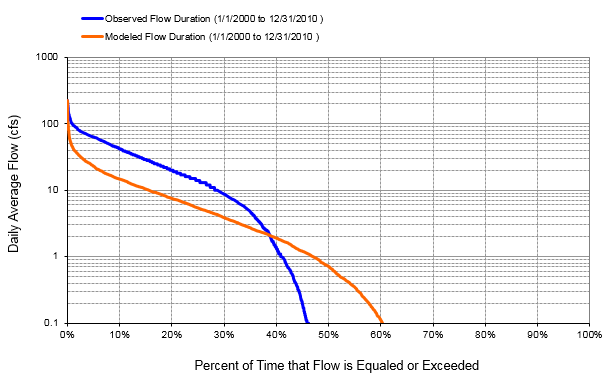 Observed Flow Duration (1/1/2000 to 12/31/2010 )
Modeled Flow Duration (1/1/2000 to 12/31/2010 )
1000
100
10
1
0.1
Daily Average Flow (cfs)
0% 10% 20% 30% 40% 50% 60% 70% 80% 90% 100%
Percent of Time that Flow is Equaled or Exceeded